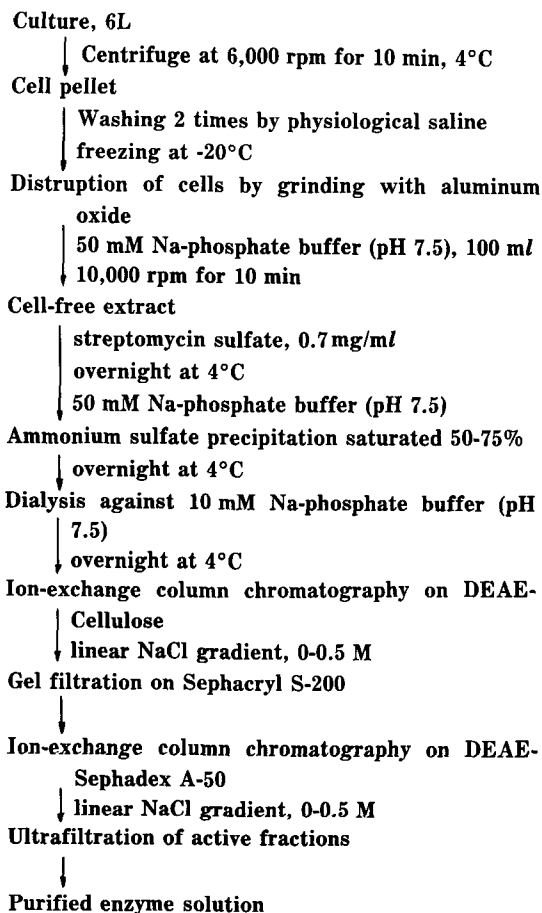 Culture, 6L
Centrifuge at 6,000 rpm for 10 min, 4°C
Cell pellet
Washing 2 times by physiological saline
freezing at -20°C
Distruption of cells by grinding with aluminum
oxide
50 mM Na-phosphate buffer (pH 7.5), 100 ml
10,000 rpm for 10 min
Cell-free extract
streptomycin sulfate, 0.7 mg/ml
overnight at 4°C
50 mM Na-phosphate buffer (pH 7.5)
Ammonium sulfate precipitation saturated 50-75%
overnight at 4°C
Dialysis against 10 mM Na-phosphate buffer (pH
7.5)
overnight at 4°C
Ion-exchange column chromatography on DEAE-
Cellulose
linear NaCl gradient, 0-0.5 M
Gel filtration on Sephacryl S-200
Ion-exchange column chromatography on DEAE-
Sephadex A-50
linear NaCl gradient, 0-0.5 M
Ultrafiltration of active fractions
Purified enzyme solution